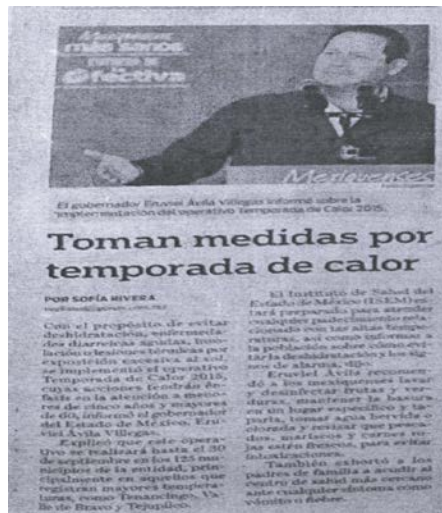 Mexiquenses
más sanos
efectiva
Mexiquenses
El gobernador Eruviel Ávila Villegas informó sobre la
implementación del operativo Temporada de Calor 2015.
Toman medidas por
temporada de calor
POR SOFÍA RIVERA
Con el propósito de evitar
deshidratación, enfermeda-
des diarreicas agudas, inso-
lación o lesiones térmicas por
exposición excesiva al sol,
se implementó el operativo
Temporada de Calor 2015,
cuyas acciones tendrán én-
fasis en la atención a meno-
res de cinco años y mayores
de 60, informó el gobernador
del Estado de México, Eru-
viel Ávila Villegas.
Explicó que este opera-
tivo se realizará hasta el 30
de septiembre en los 125 mu-
nicipios de la entidad, prin-
cipalmente en aquellos que
registran mayores tempera-
turas, como Tenancingo, Va-
lle de Bravo y Tejupilco.
El Instituto de Salud del
Estado de México (ISEM) es-
tará preparado para atender
cualquier padecimiento rela-
cionado con las altas tempe-
raturas, así como informar a
la población sobre cómo evi-
tar la deshidratación y los sig-
nos de alarma, dijo.
Eruviel Ávila recomen-
dó a los mexiquenses lavar
y desinfectar frutas y ver-
duras, mantener la basura
en un lugar específico y ta-
parla, tomar agua hervida o
clorada y revisar que pesca-
dos, mariscos y carnes ro-
jas estén frescos, para evitar
intoxicaciones.
También exhortó a los
padres de familia a acudir al
centro de salud más cercano
ante cualquier síntoma como
vómito o fiebre.